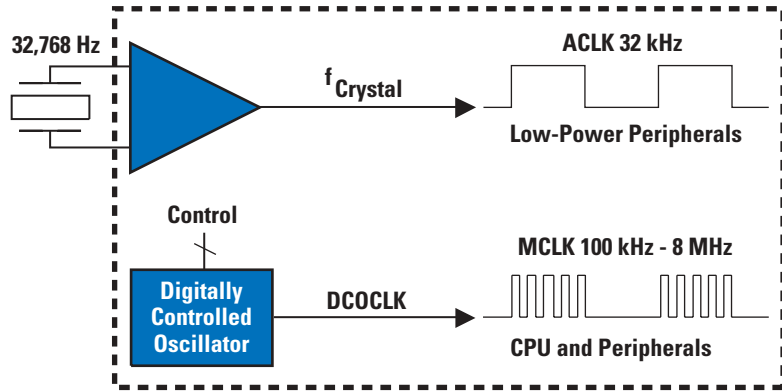 32,768 Hz
fCrystal
ACLK 32 kHz
Low-Power Peripherals
Control
Digitally
Controlled
Oscillator
DCOCLK
MCLK 100 kHz - 8 MHz
CPU and Peripherals